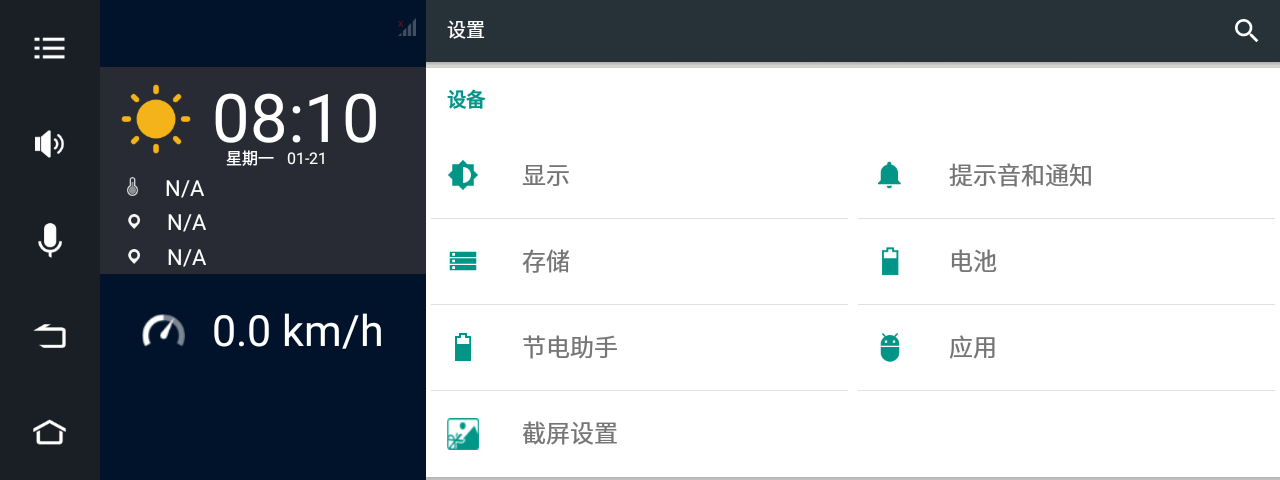 08:10
星期一 01-21
N/A
N/A
N/A
0.0 km/h
设置
设备
显示
提示音和通知
存储
电池
节电助手
应用
截屏设置